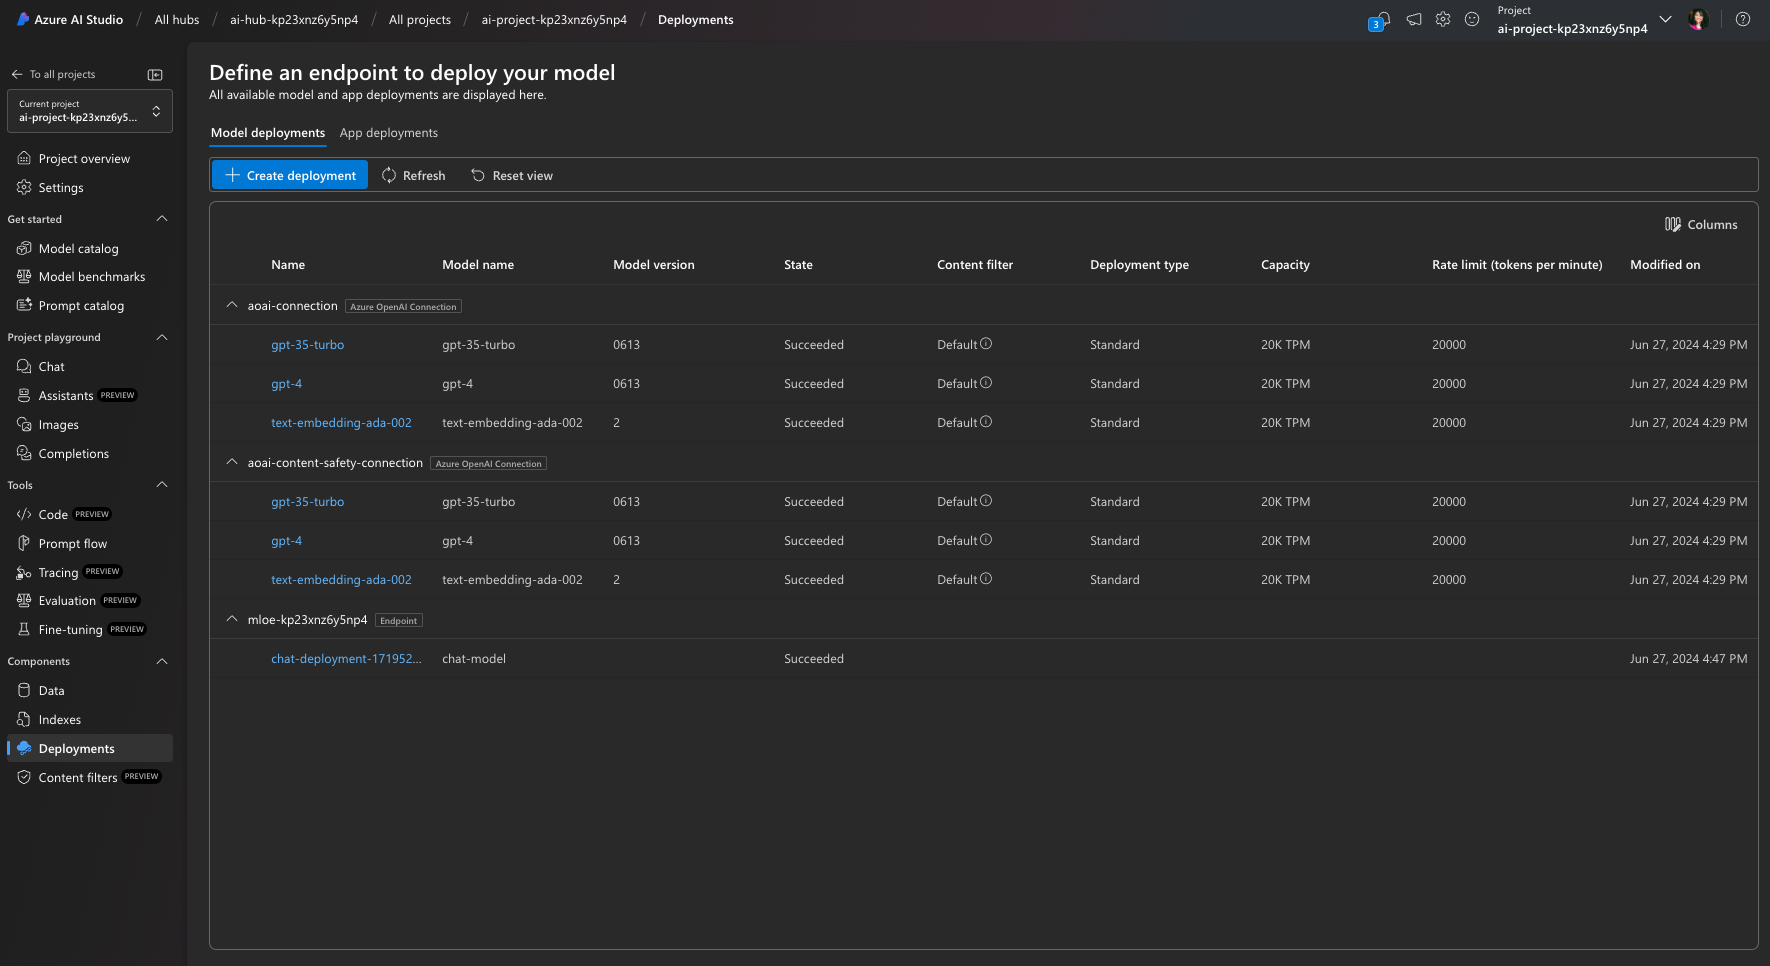 Azure AI Studio / All hubs / ai-hub-kp23xnz6y5np4 / All projects / ai-project-kp23xnz6y5np4 / Deployments
3
Project
ai-project-kp23xnz6y5np4
To all projects
Current project
ai-project-kp23xnz6y5...
Project overview
Settings
Get started
Model catalog
Model benchmarks
Prompt catalog
Project playground
Chat
Assistants PREVIEW
Images
Completions
Tools
Code PREVIEW
Prompt flow
Tracing PREVIEW
Evaluation PREVIEW
Fine-tuning PREVIEW
Components
Data
Indexes
Deployments
Content filters PREVIEW
Define an endpoint to deploy your model
All available model and app deployments are displayed here.
Model deployments App deployments
Create deployment Refresh Reset view
Columns
Name Model name Model version State Content filter Deployment type Capacity Rate limit (tokens per minute) Modified on
aoai-connection Azure OpenAI Connection
gpt-35-turbo gpt-35-turbo 0613 Succeeded Default Standard 20K TPM 20000 Jun 27, 2024 4:29 PM
gpt-4 gpt-4 0613 Succeeded Default Standard 20K TPM 20000 Jun 27, 2024 4:29 PM
text-embedding-ada-002 text-embedding-ada-002 2 Succeeded Default Standard 20K TPM 20000 Jun 27, 2024 4:29 PM
aoai-content-safety-connection Azure OpenAI Connection
gpt-35-turbo gpt-35-turbo 0613 Succeeded Default Standard 20K TPM 20000 Jun 27, 2024 4:29 PM
gpt-4 gpt-4 0613 Succeeded Default Standard 20K TPM 20000 Jun 27, 2024 4:29 PM
text-embedding-ada-002 text-embedding-ada-002 2 Succeeded Default Standard 20K TPM 20000 Jun 27, 2024 4:29 PM
mloe-kp23xnz6y5np4 Endpoint
chat-deployment-171952... chat-model Succeeded Jun 27, 2024 4:47 PM